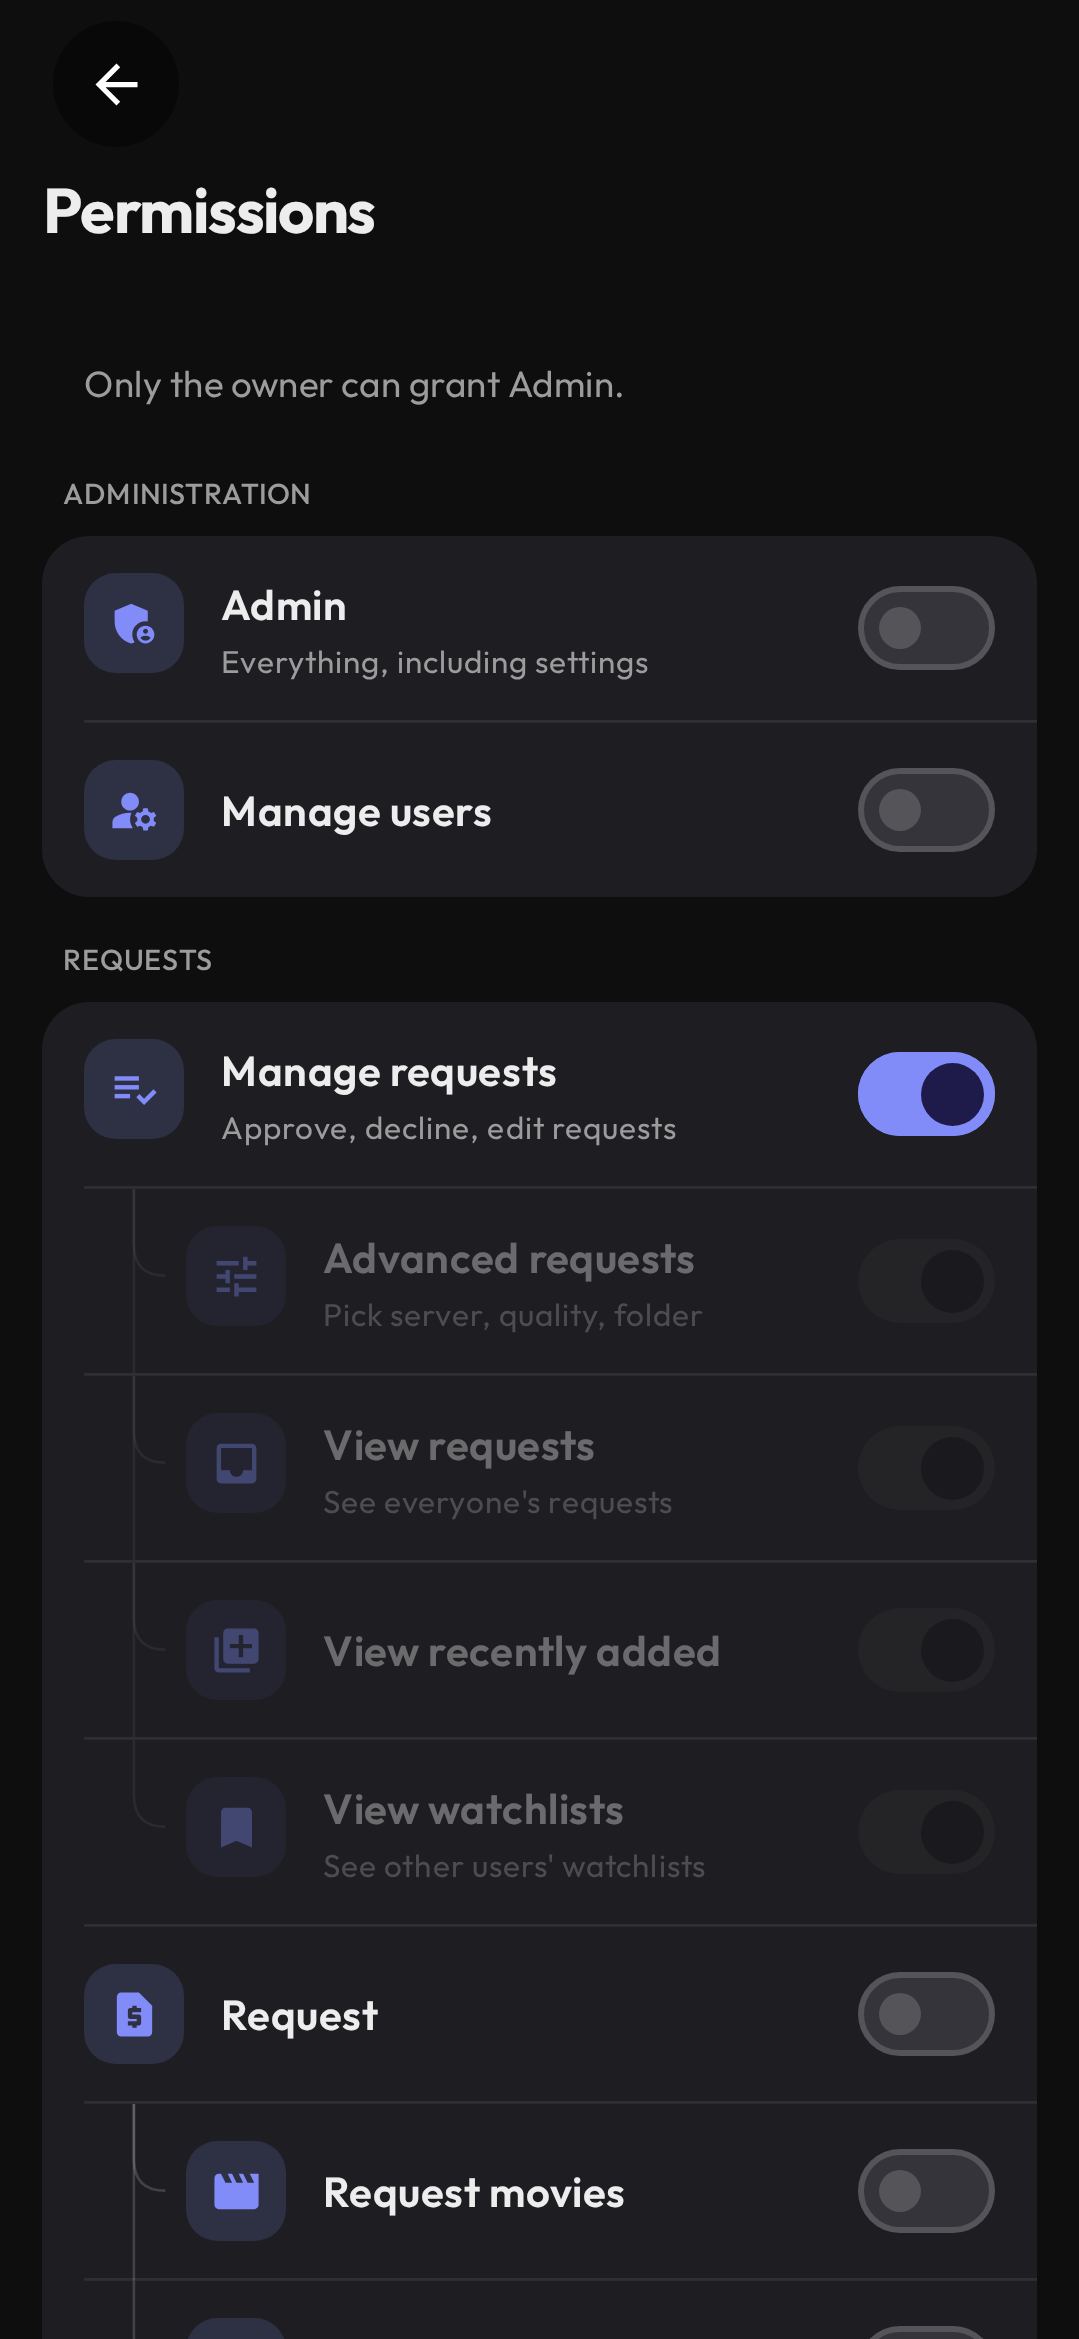 Permissions
Only the owner can grant Admin.
ADMINISTRATION
Admin
Everything, including settings
Manage users
REQUESTS
Manage requests
Approve, decline, edit requests
Advanced requests
Pick server, quality, folder
View requests
See everyone's requests
View recently added
View watchlists
See other users' watchlists
Request
Request movies